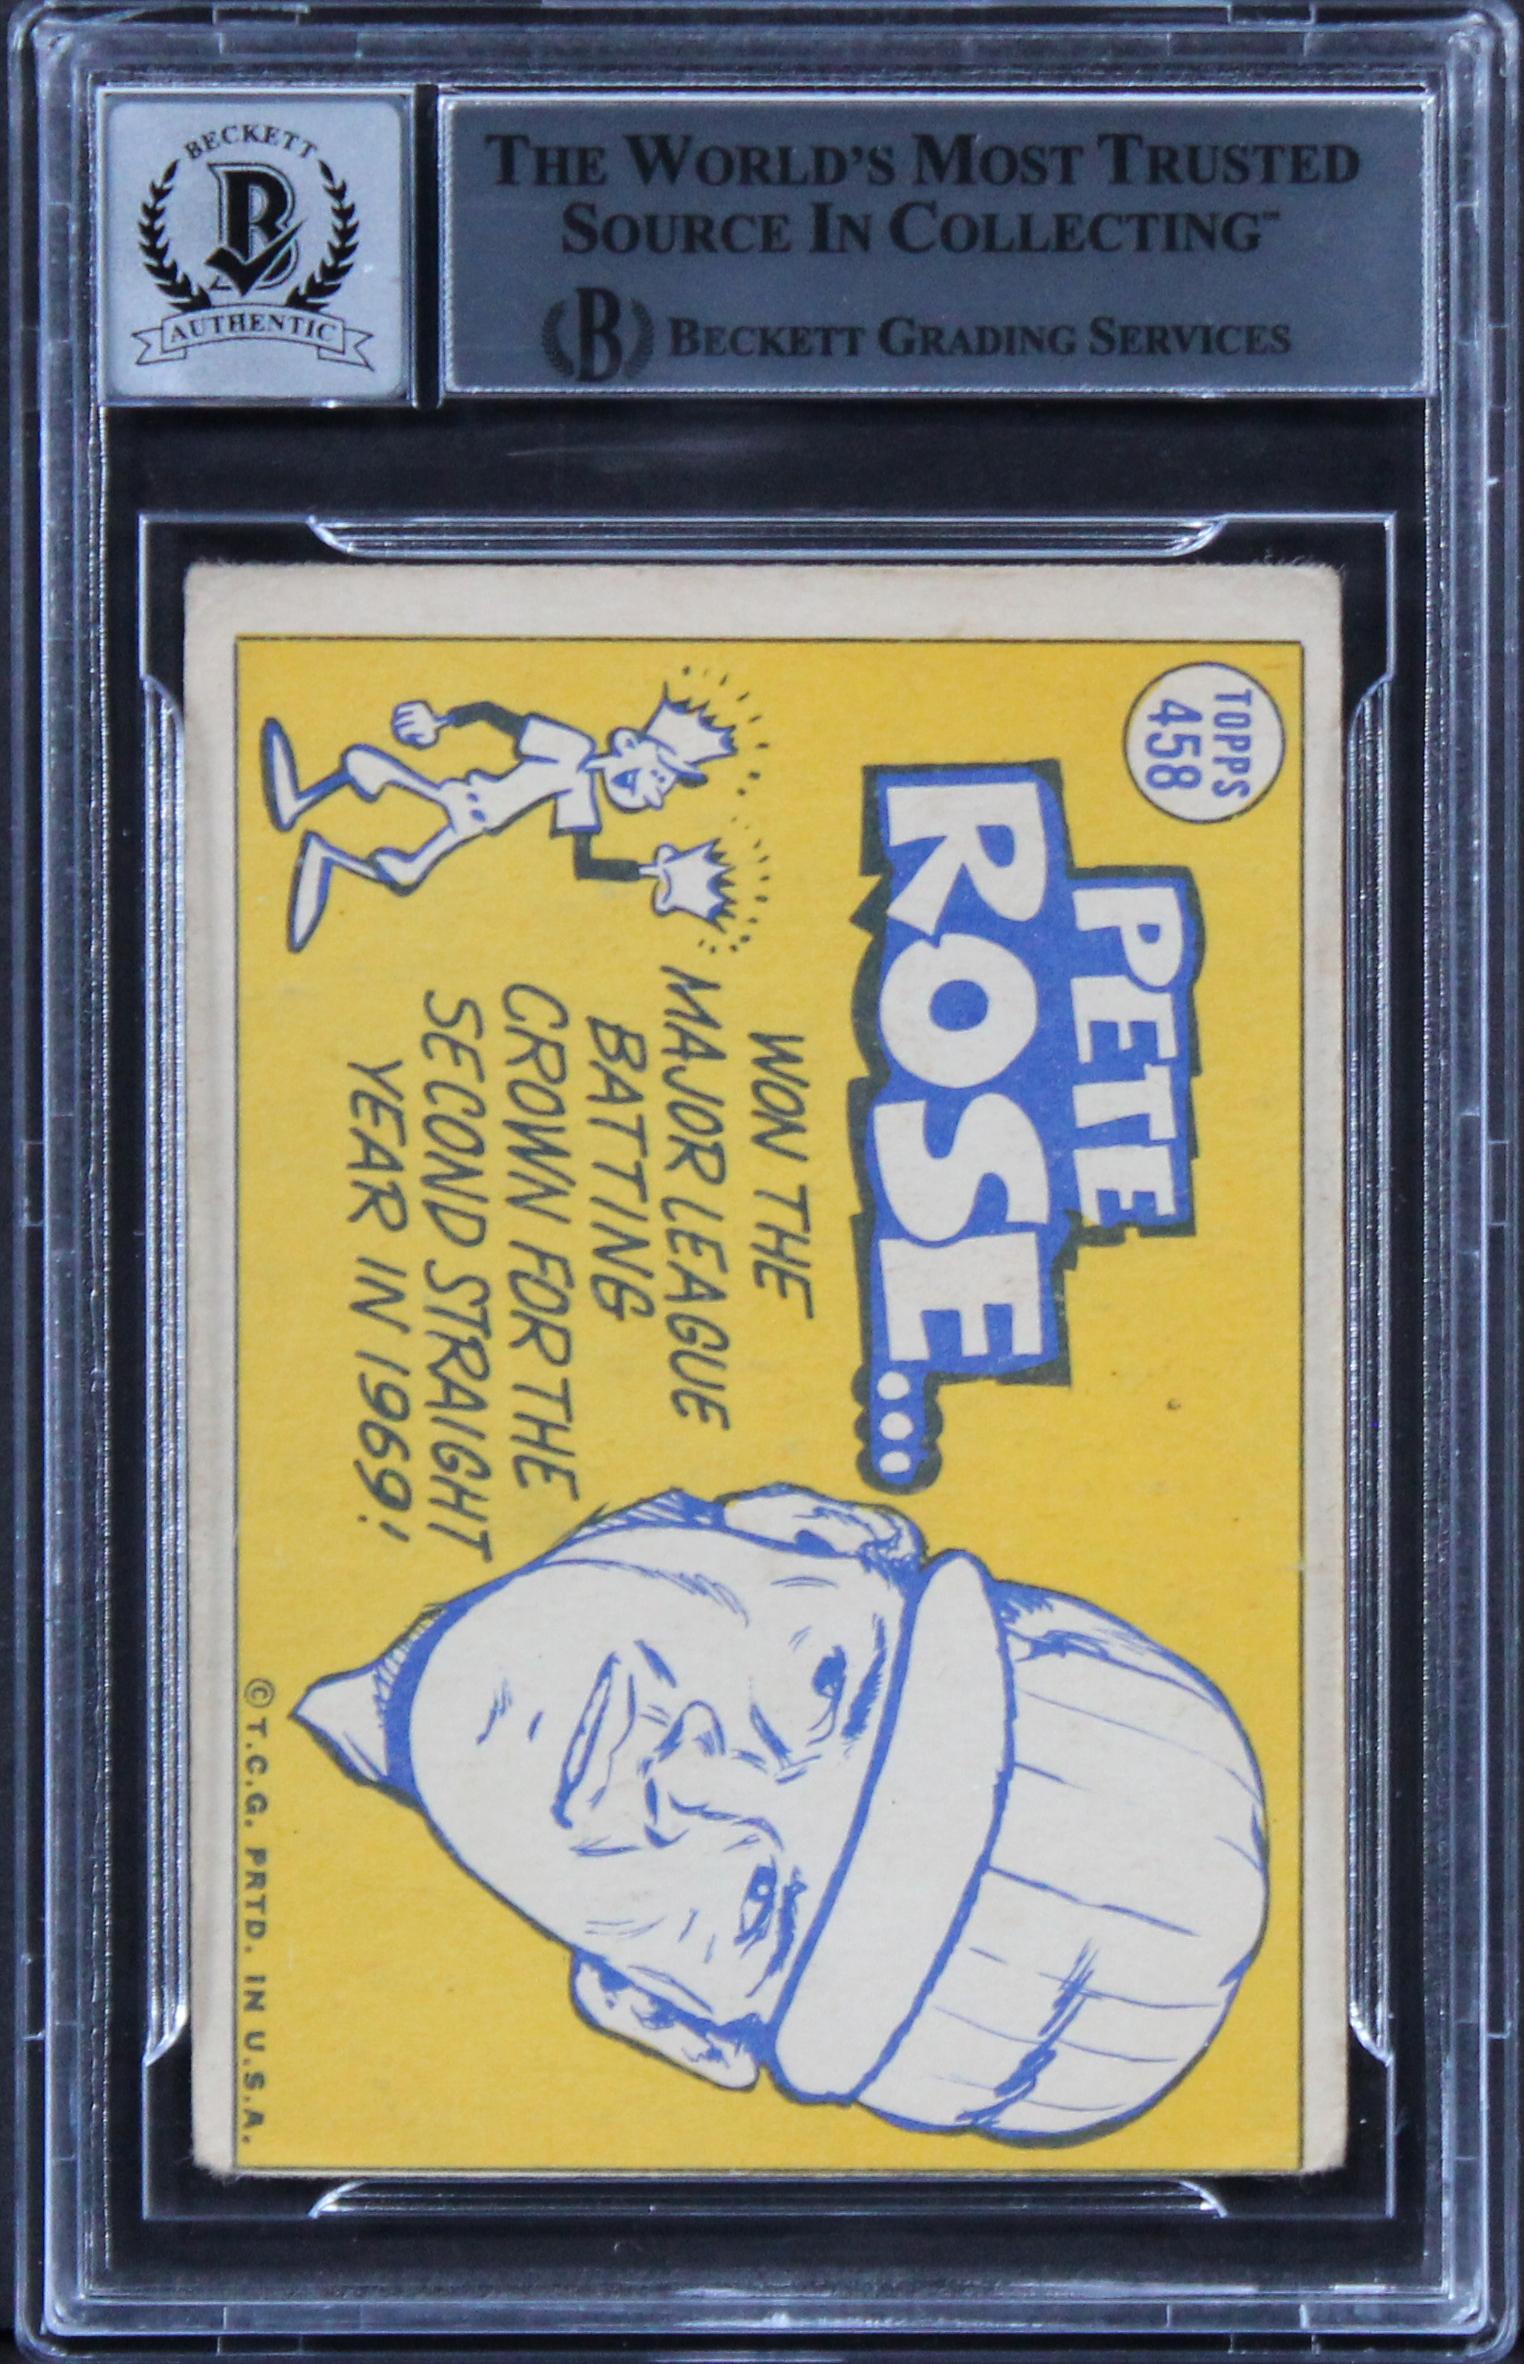 BECKETT
B
AUTHENTIC
THE WORLD'S MOST TRUSTED
SOURCE IN COLLECTING™
B BECKETT GRADING SERVICES
TOPPS
458
PETE
ROSE...
WON THE
MAJOR LEAGUE
BATTING
CROWN FOR THE
SECOND STRAIGHT
YEAR IN 1969!
© T.C.G. PRTD. IN U.S.A.